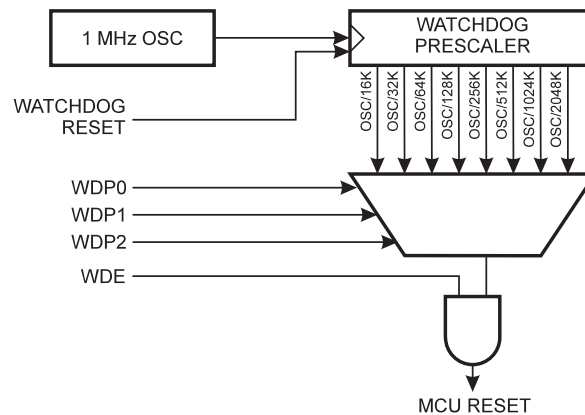 1 MHz OSC
WATCHDOG
PRESCALER
WATCHDOG
RESET
OSC/16K
OSC/32K
OSC/64K
OSC/128K
OSC/256K
OSC/512K
OSC/1024K
OSC/2048K
WDP0
WDP1
WDP2
WDE
MCU RESET